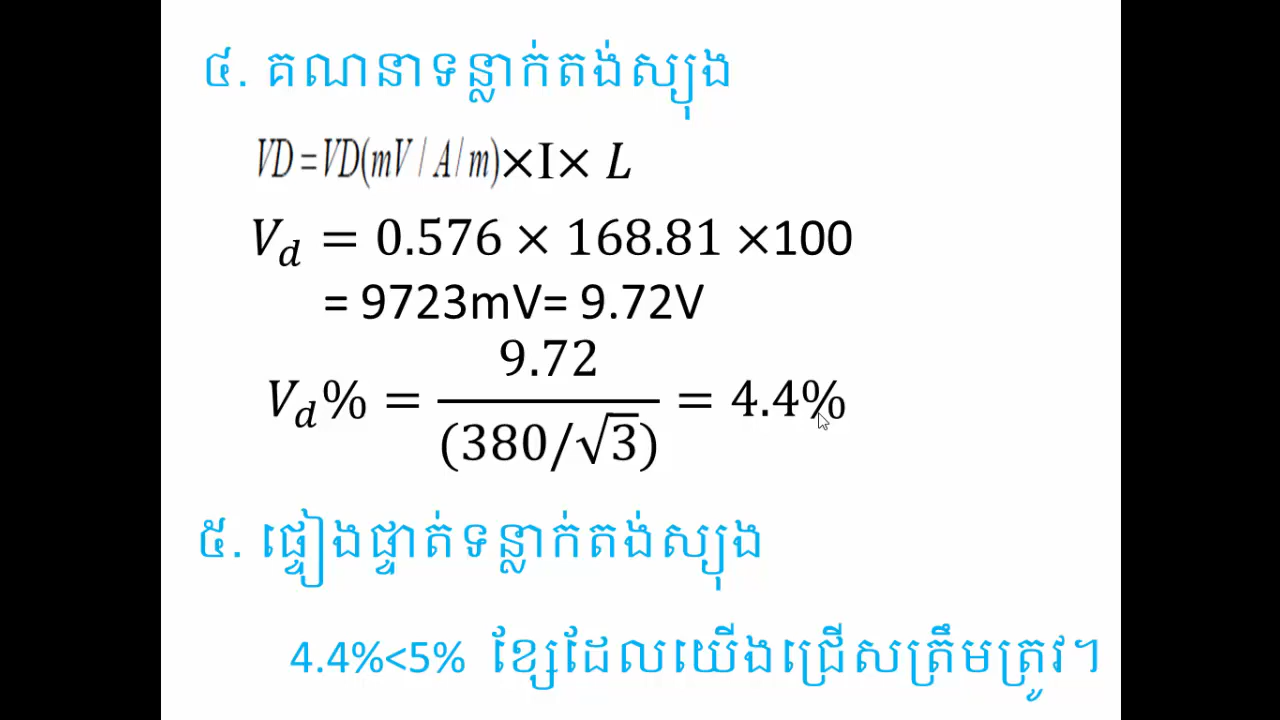 ៤. គណនាទន្លាក់តង់ស្យុង
VD =VD(mV / A/m)×I× L
V_d = 0.576 × 168.81 ×100
= 9723mV= 9.72V
V_d% = 9.72/(380/√3) = 4.4%
៥. ផ្ទៀងផ្ទាត់ទន្លាក់តង់ស្យុង
4.4%<5% ខ្សែដែលយើងជ្រើសត្រឹមត្រូវ។